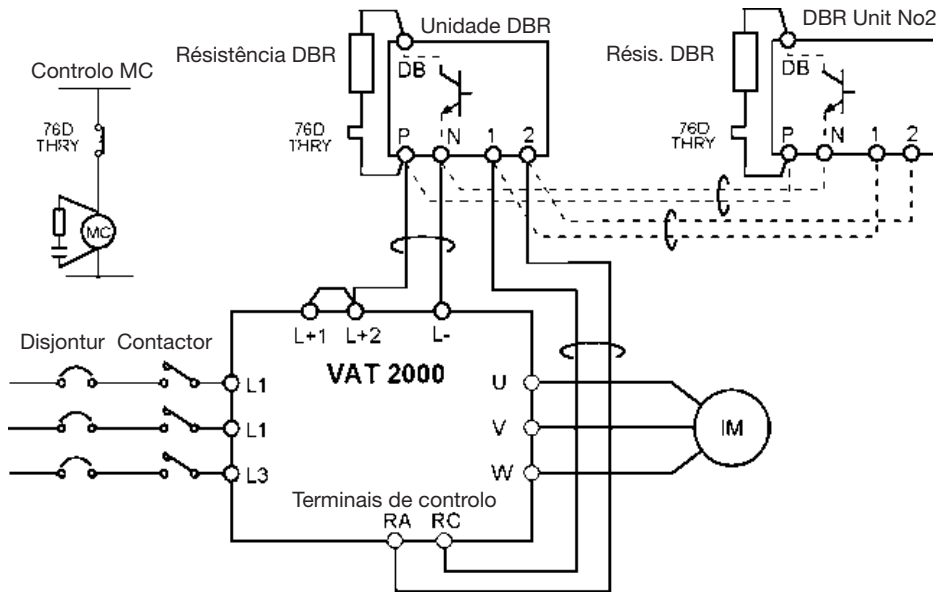 Unidade DBR
DBR Unit No2
Résistência DBR
Résis. DBR
Controlo MC
DB
DB
76D
THRY
76D
THRY
76D
THRY
P N 1 2
P N 1 2
MC
L+1 L+2 L-
Disjontur Contactor
VAT 2000
L1
U
L1
V
IM
L3
W
Terminais de controlo
RA RC